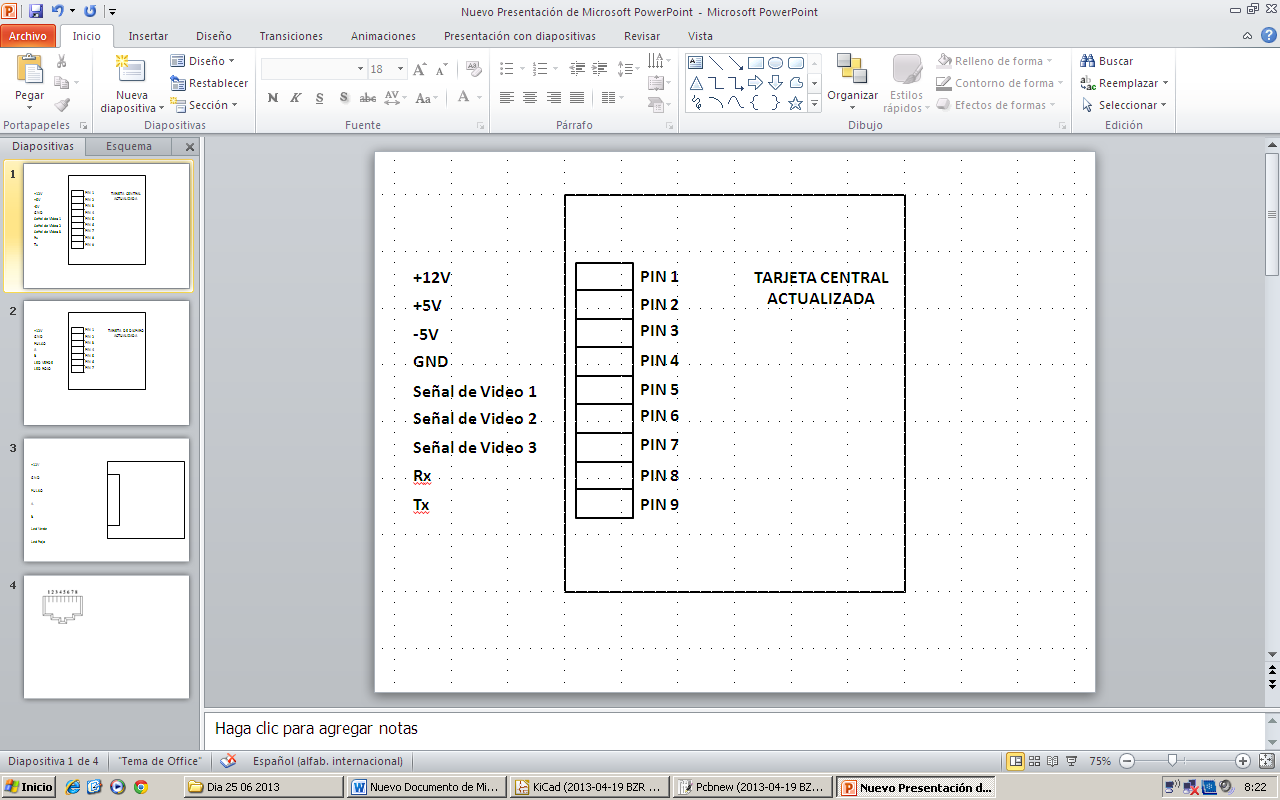 Nuevo Presentación de Microsoft PowerPoint - Microsoft PowerPoint
Archivo Inicio Insertar Diseño Transiciones Animaciones Presentación con diapositivas Revisar Vista
Pegar
Portapapeles
Nueva diapositiva
Diseño
Restablecer
Sección
Diapositivas
18
N K S S abc AV Aa A
Fuente
Párrafo
Organizar
Estilos rápidos
Relleno de forma
Contorno de forma
Efectos de formas
Dibujo
Buscar
Reemplazar
Seleccionar
Edición
Diapositivas Esquema
1
2
3
4
12345678
+12V PIN 1
+5V PIN 2
-5V PIN 3
GND PIN 4
Señal de Video 1 PIN 5
Señal de Video 2 PIN 6
Señal de Video 3 PIN 7
Rx PIN 8
Tx PIN 9
TARJETA CENTRAL
ACTUALIZADA
Haga clic para agregar notas
Diapositiva 1 de 4 "Tema de Office" Español (alfab. internacional) 75%
Inicio Dia 25 06 2013 Nuevo Documento de Mi... KiCad (2013-04-19 BZR ... Pcbnew (2013-04-19 BZ... Nuevo Presentación d... 8:22